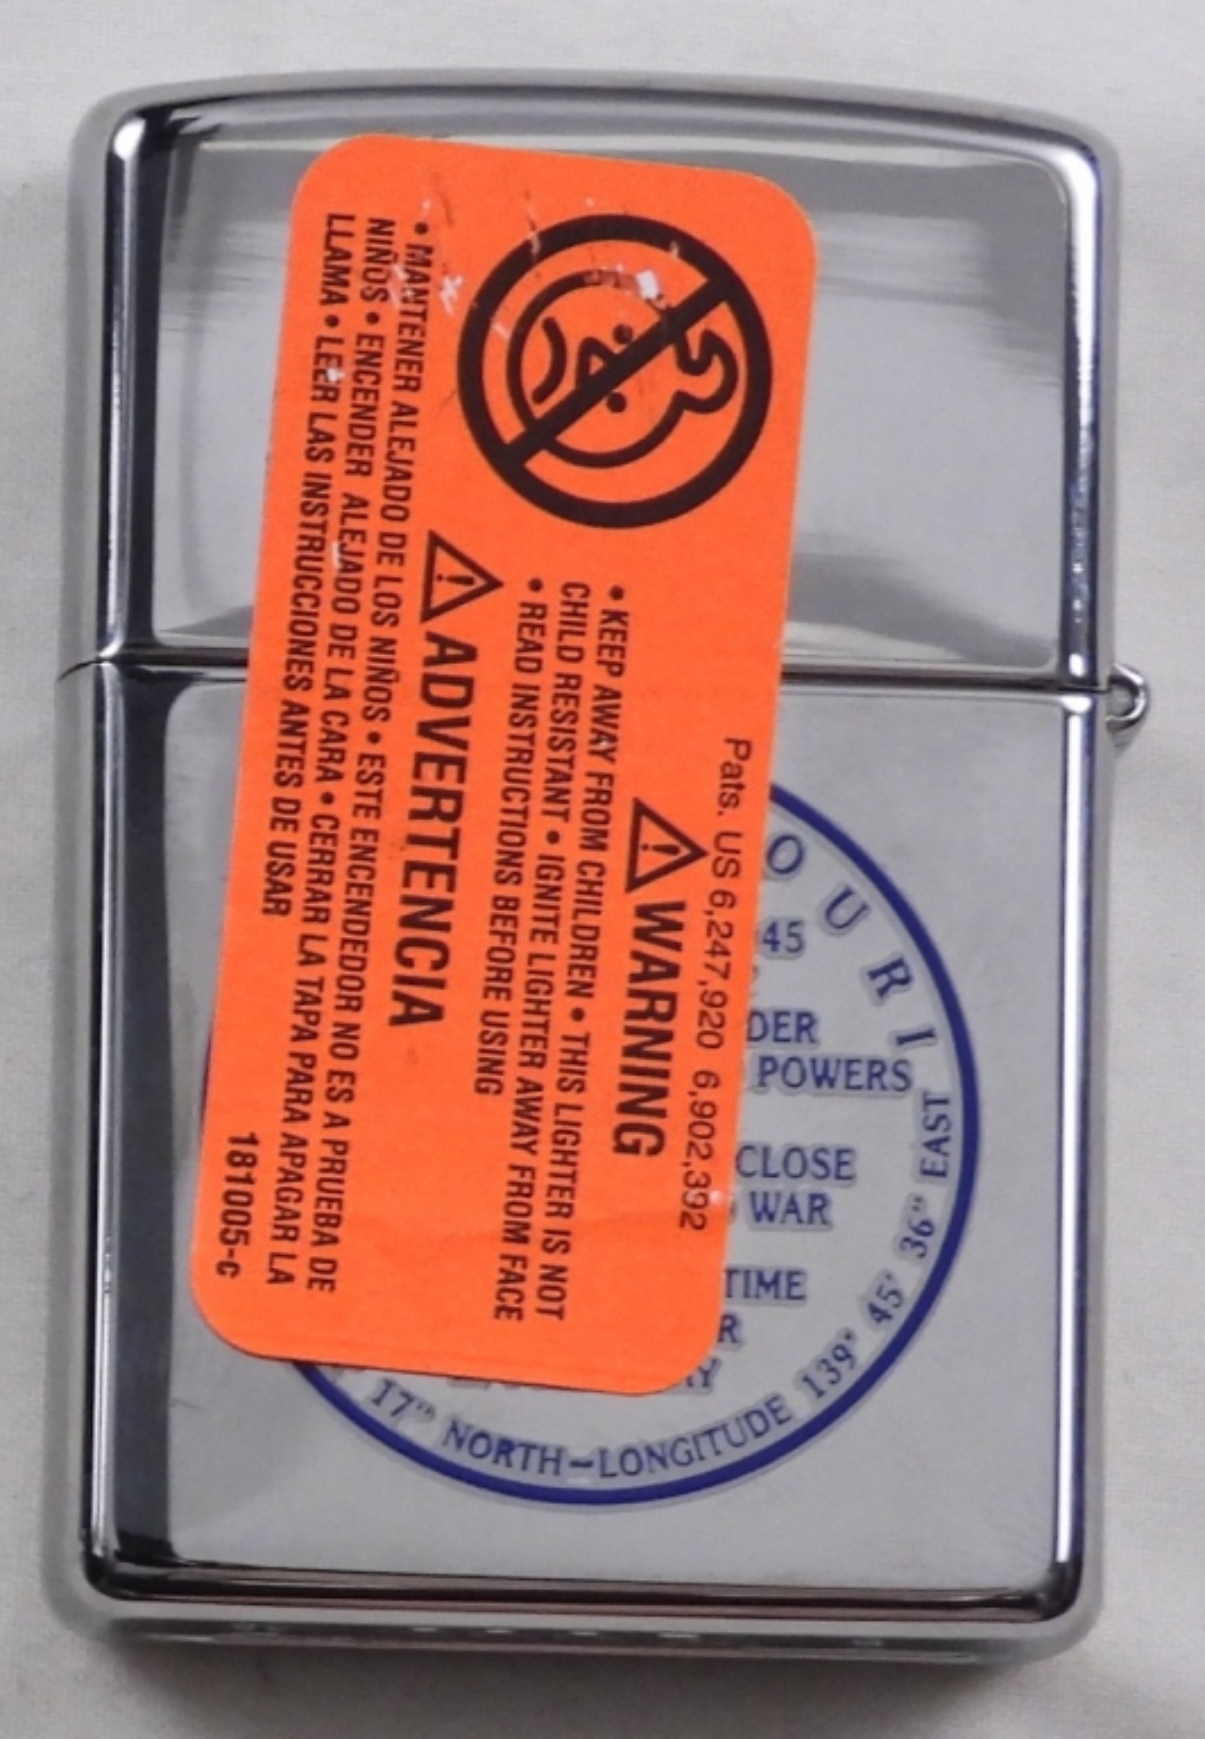 Pats. US 6,247,920 6,902,392
WARNING
• KEEP AWAY FROM CHILDREN • THIS LIGHTER IS NOT
CHILD RESISTANT • IGNITE LIGHTER AWAY FROM FACE
• READ INSTRUCTIONS BEFORE USING
ADVERTENCIA
• MANTENER ALEJADO DE LOS NIÑOS • ESTE ENCENDEDOR NO ES A PRUEBA DE
NIÑOS • ENCENDER ALEJADO DE LA CARA • CERRAR LA TAPA PARA APAGAR LA
LLAMA • LEER LAS INSTRUCCIONES ANTES DE USAR
181005-c
OURI
45
DER
POWERS
CLOSE
WAR
TIME
R
17" NORTH-LONGITUDE 139° 45' 36" EAST